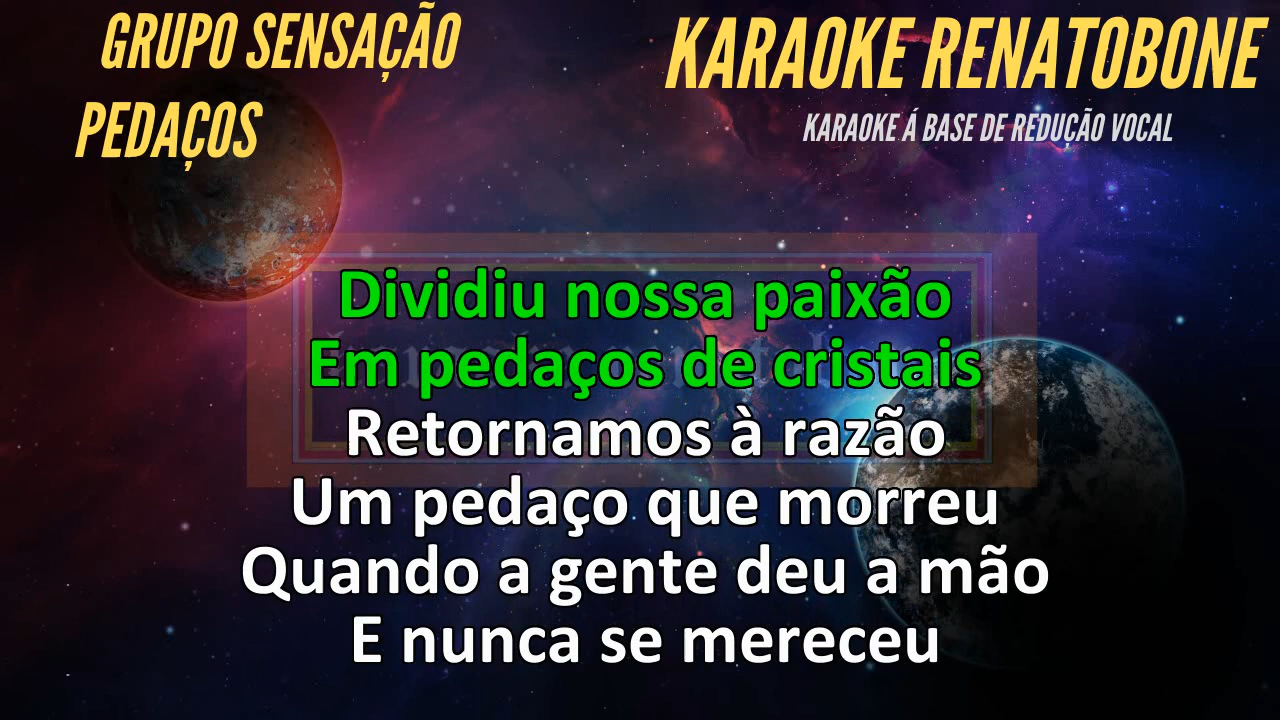 GRUPO SENSAÇÃO
PEDAÇOS
KARAOKE RENATOBONE
KARAOKE Á BASE DE REDUÇÃO VOCAL
Dividiu nossa paixão
Em pedaços de cristais
Retornamos à razão
Um pedaço que morreu
Quando a gente deu a mão
E nunca se mereceu